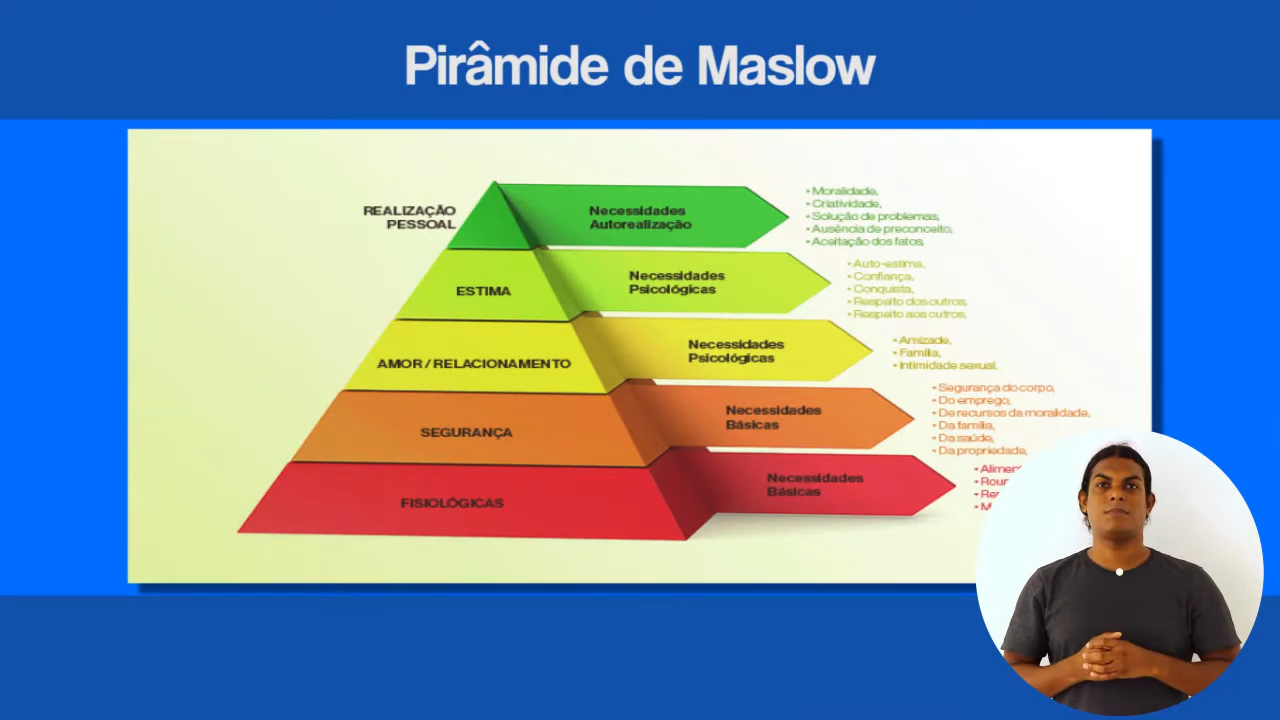 Pirâmide de Maslow
REALIZAÇÃO
PESSOAL
Necessidades
Autorealização
• Moralidade,
• Criatividade,
• Solução de problemas,
• Ausência de preconceito,
• Aceitação dos fatos,
ESTIMA
Necessidades
Psicológicas
• Auto-estima,
• Confiança,
• Conquista,
• Respeito dos outros,
• Respeito aos outros,
AMOR / RELACIONAMENTO
Necessidades
Psicológicas
• Amizade,
• Família,
• Intimidade sexual,
SEGURANÇA
Necessidades
Básicas
• Segurança do corpo,
• Do emprego,
• De recursos da moralidade,
• Da família,
• Da saúde,
• Da propriedade,
FISIOLÓGICAS
Necessidades
Básicas